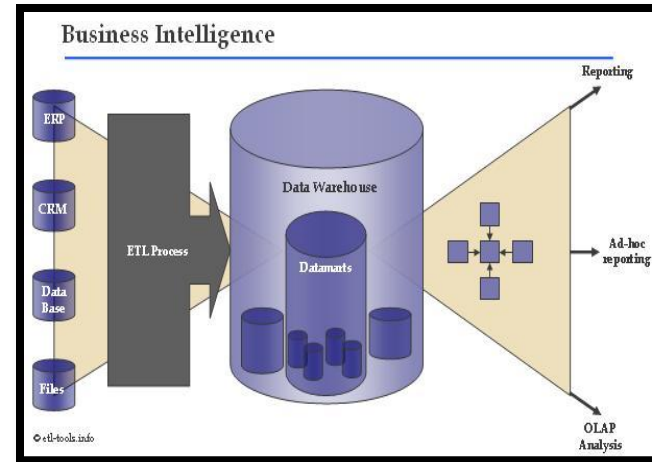 Business Intelligence
Reporting
ERP
CRM
Data Warehouse
ETL Process
Datamarts
Ad-hoc
reporting
Data
Base
Files
OLAP
Analysis
© etl-tools.info